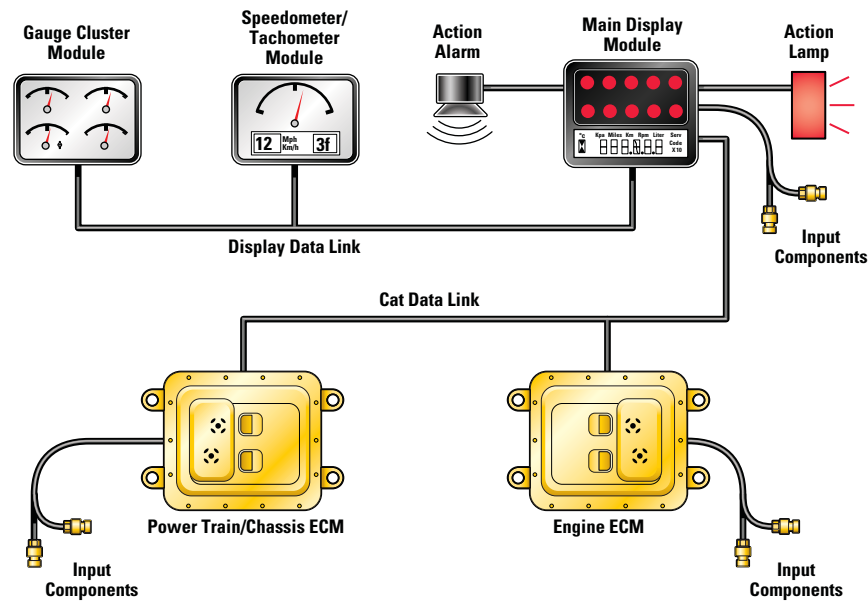 Gauge Cluster
Module
Speedometer/
Tachometer
Module
Action
Alarm
Main Display
Module
Action
Lamp
12
Mph
Km/h
3f
°C
Kpa Miles Km Rpm Liter Serv
Code
X 10
Display Data Link
Input
Components
Cat Data Link
Power Train/Chassis ECM
Engine ECM
Input
Components
Input
Components